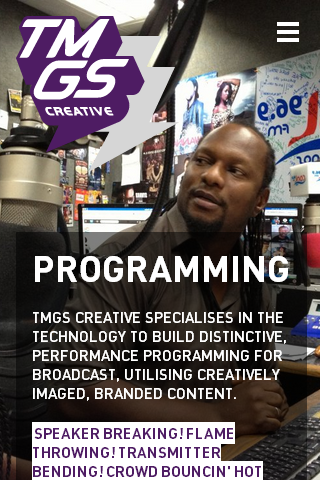 TMGS
CREATIVE
PROGRAMMING
TMGS CREATIVE SPECIALISES IN THE
TECHNOLOGY TO BUILD DISTINCTIVE,
PERFORMANCE PROGRAMMING FOR
BROADCAST, UTILISING CREATIVELY
IMAGED, BRANDED CONTENT.
SPEAKER BREAKING! FLAME
THROWING! TRANSMITTER
BENDING! CROWD BOUNCIN' HOT